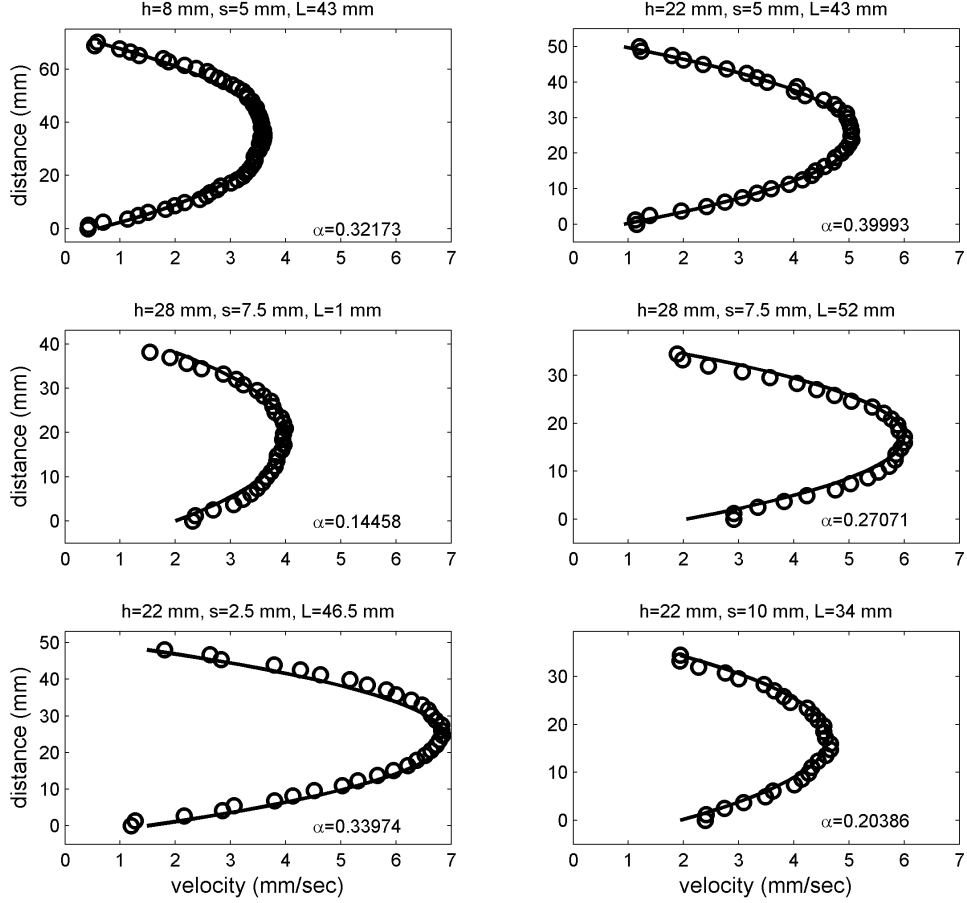 h=8 mm, s=5 mm, L=43 mm
distance (mm)
60
40
20
0
α=0.32173
0 1 2 3 4 5 6 7
h=22 mm, s=5 mm, L=43 mm
50
40
30
20
10
0
α=0.39993
0 1 2 3 4 5 6 7
h=28 mm, s=7.5 mm, L=1 mm
distance (mm)
40
30
20
10
0
α=0.14458
0 1 2 3 4 5 6 7
h=28 mm, s=7.5 mm, L=52 mm
30
20
10
0
α=0.27071
0 1 2 3 4 5 6 7
h=22 mm, s=2.5 mm, L=46.5 mm
distance (mm)
50
40
30
20
10
0
α=0.33974
0 1 2 3 4 5 6 7
velocity (mm/sec)
h=22 mm, s=10 mm, L=34 mm
30
20
10
0
α=0.20386
0 1 2 3 4 5 6 7
velocity (mm/sec)